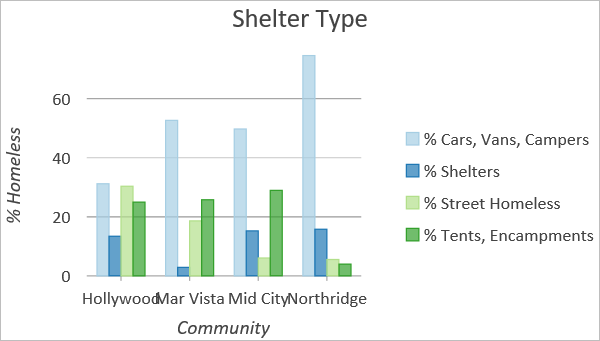 Shelter Type
% Homeless
60
40
20
0
Hollywood Mar Vista Mid City Northridge
Community
% Cars, Vans, Campers
% Shelters
% Street Homeless
% Tents, Encampments